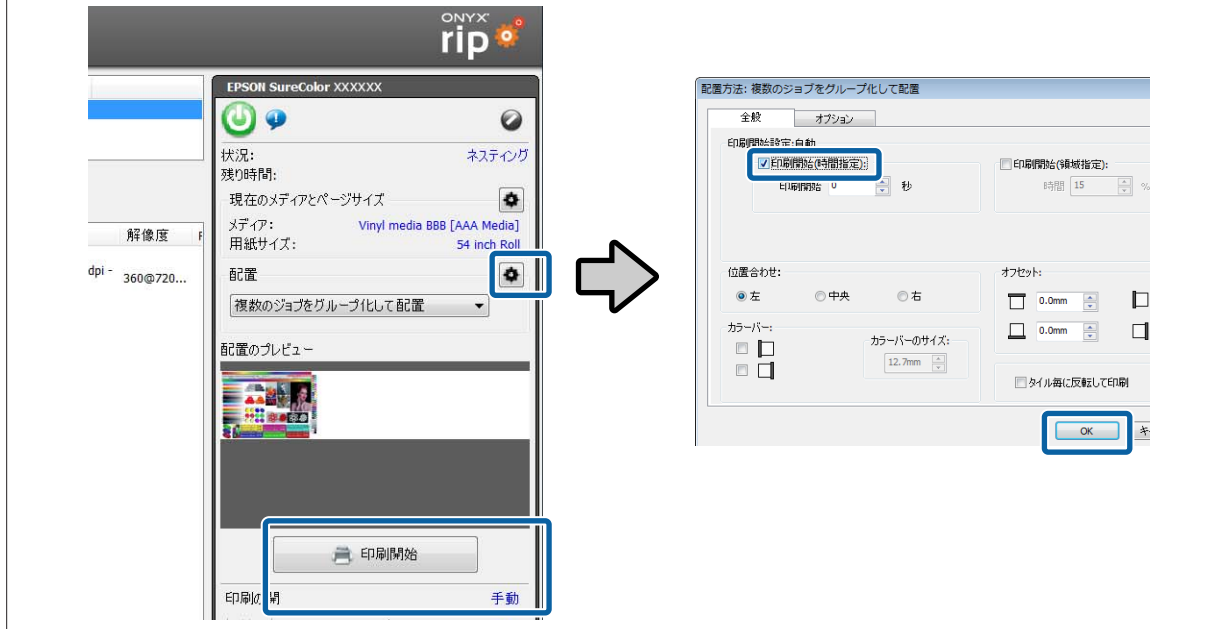 ONYX
rip
EPSON SureColor XXXXXX
状況: ネスティング
残り時間:
現在のメディアとページサイズ
メディア: Vinyl media BBB [AAA Media]
用紙サイズ: 54 inch Roll
解像度
dpi - 360@720...
配置
複数のジョブをグループ化して配置
配置のプレビュー
印刷開始
印刷の 手動
配置方法: 複数のジョブをグループ化して配置
全般 オプション
印刷開始設定:自動
印刷開始(時間指定):
印刷開始 0 秒
印刷開始(領域指定):
時間 15 %
位置合わせ:
左 中央 右
オフセット:
0.0mm
0.0mm
カラーバー:
カラーバーのサイズ:
12.7mm
タイル毎に反転して印刷
OK キ